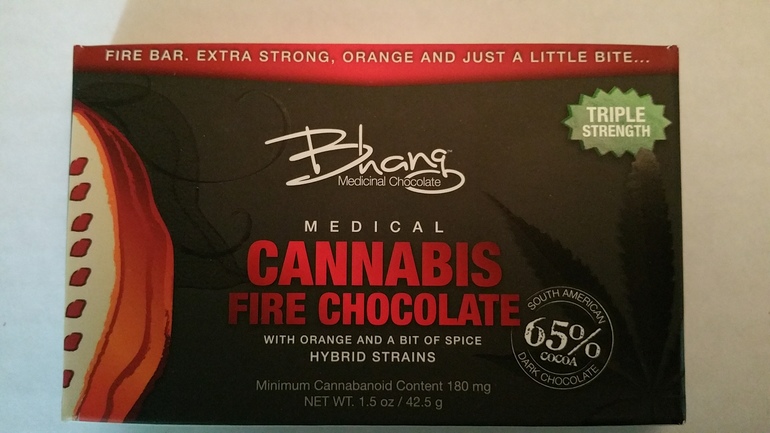 FIRE BAR. EXTRA STRONG, ORANGE AND JUST A LITTLE BITE...
TRIPLE
STRENGTH
Bhang™
Medicinal Chocolate
MEDICAL
CANNABIS
FIRE CHOCOLATE
WITH ORANGE AND A BIT OF SPICE
HYBRID STRAINS
SOUTH AMERICAN
65%
COCOA
DARK CHOCOLATE
Minimum Cannabanoid Content 180 mg
NET WT. 1.5 oz / 42.5 g